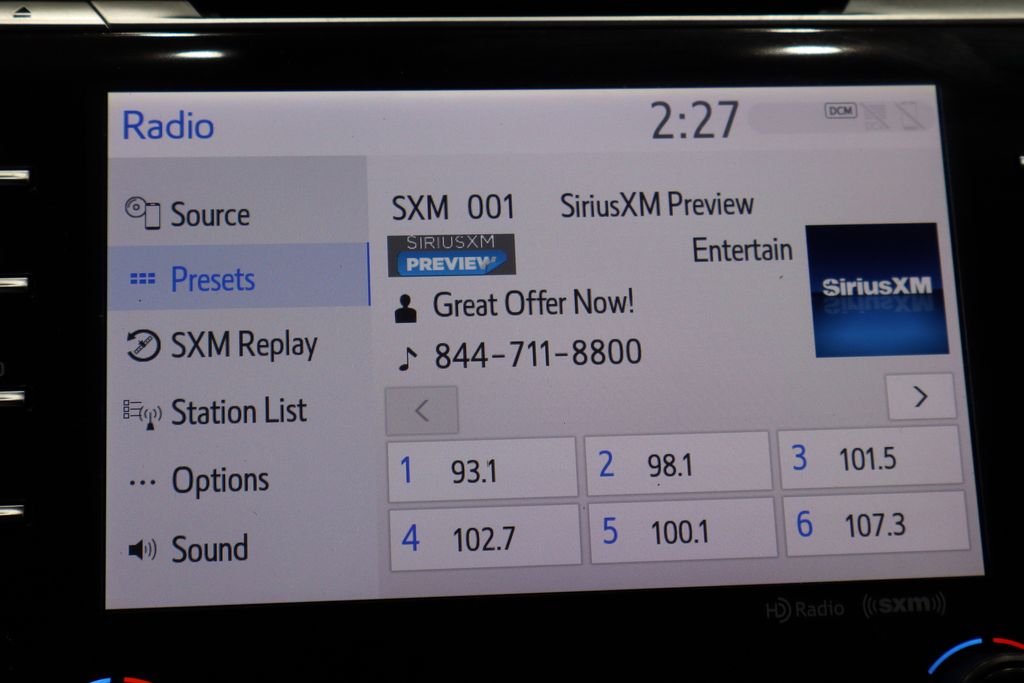 Radio
2:27
DCM
Source
Presets
SXM Replay
Station List
Options
Sound
SXM 001 SiriusXM Preview
SIRIUSXM
PREVIEW
Entertain
SiriusXM
Great Offer Now!
844-711-8800
1 93.1 2 98.1 3 101.5
4 102.7 5 100.1 6 107.3
HD Radio ((sxm))